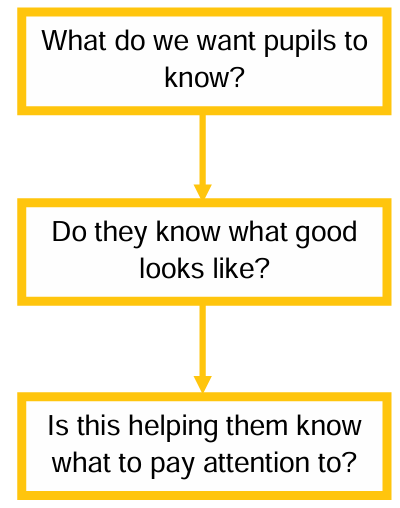 What do we want pupils to
know?
Do they know what good
looks like?
Is this helping them know
what to pay attention to?